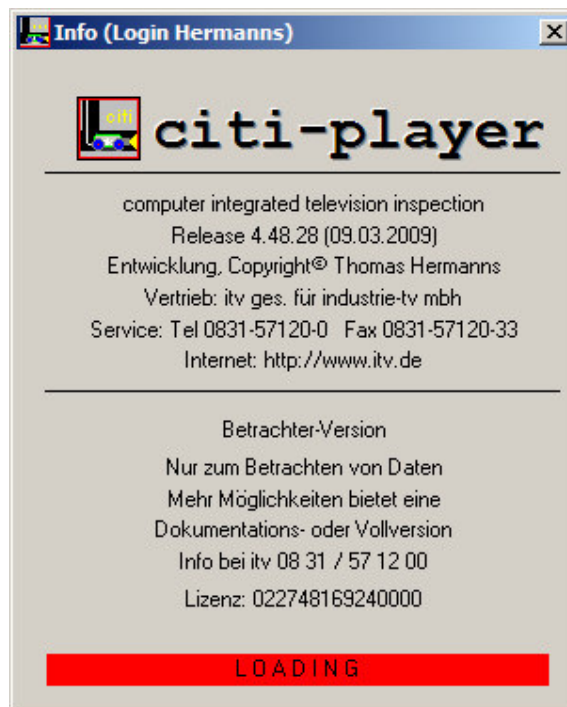 Info (Login Hermanns)
citi
citi-player
computer integrated television inspection
Release 4.48.28 (09.03.2009)
Entwicklung, Copyright© Thomas Hermanns
Vertrieb: itv ges. für industrie-tv mbh
Service: Tel 0831-57120-0 Fax 0831-57120-33
Internet: http://www.itv.de
Betrachter-Version
Nur zum Betrachten von Daten
Mehr Möglichkeiten bietet eine
Dokumentations- oder Vollversion
Info bei itv 08 31 / 57 12 00
Lizenz: 022748169240000
LOADING